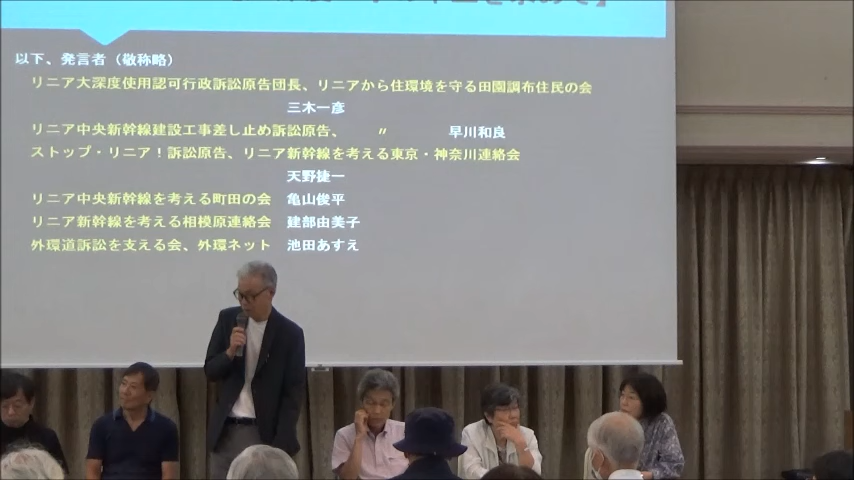 以下、発言者（敬称略）
リニア大深度使用認可行政訴訟原告団長、リニアから住環境を守る田園調布住民の会
三木一彦
リニア中央新幹線建設工事差し止め訴訟原告、　〃　早川和良
ストップ・リニア！訴訟原告、リニア新幹線を考える東京・神奈川連絡会
天野捷一
リニア中央新幹線を考える町田の会　亀山俊平
リニア新幹線を考える相模原連絡会　建部由美子
外環道訴訟を支える会、外環ネット　池田あすえ